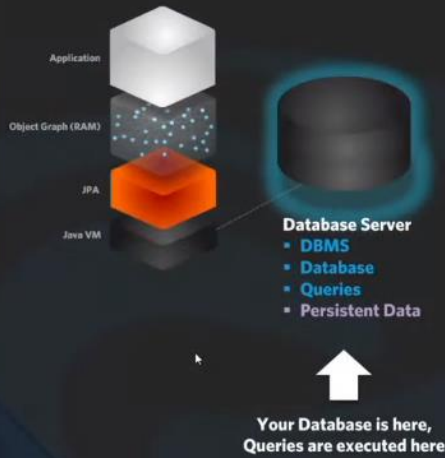 Application
Object Graph (RAM)
JPA
Java VM
Database Server
▪ DBMS
▪ Database
▪ Queries
▪ Persistent Data
Your Database is here,
Queries are executed here